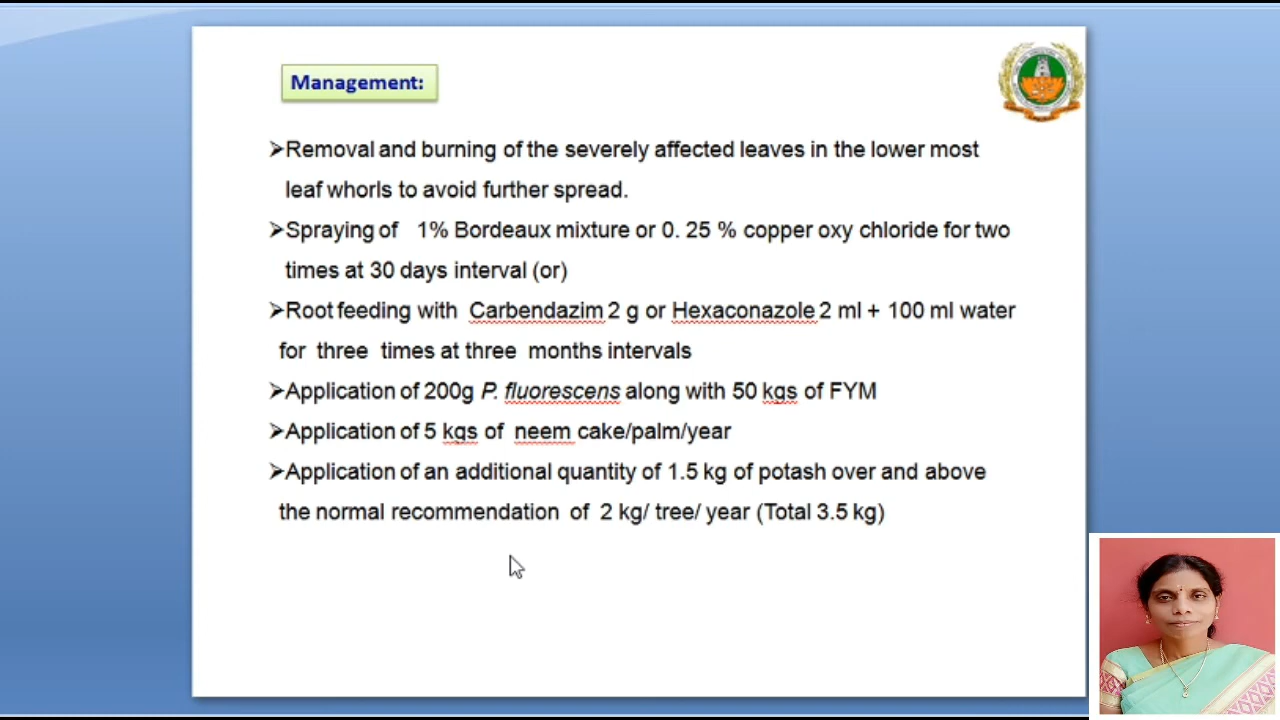 Management:
➢Removal and burning of the severely affected leaves in the lower most
leaf whorls to avoid further spread.
➢Spraying of 1% Bordeaux mixture or 0. 25 % copper oxy chloride for two
times at 30 days interval (or)
➢Root feeding with Carbendazim 2 g or Hexaconazole 2 ml + 100 ml water
for three times at three months intervals
➢Application of 200g P. fluorescens along with 50 kgs of FYM
➢Application of 5 kgs of neem cake/palm/year
➢Application of an additional quantity of 1.5 kg of potash over and above
the normal recommendation of 2 kg/ tree/ year (Total 3.5 kg)